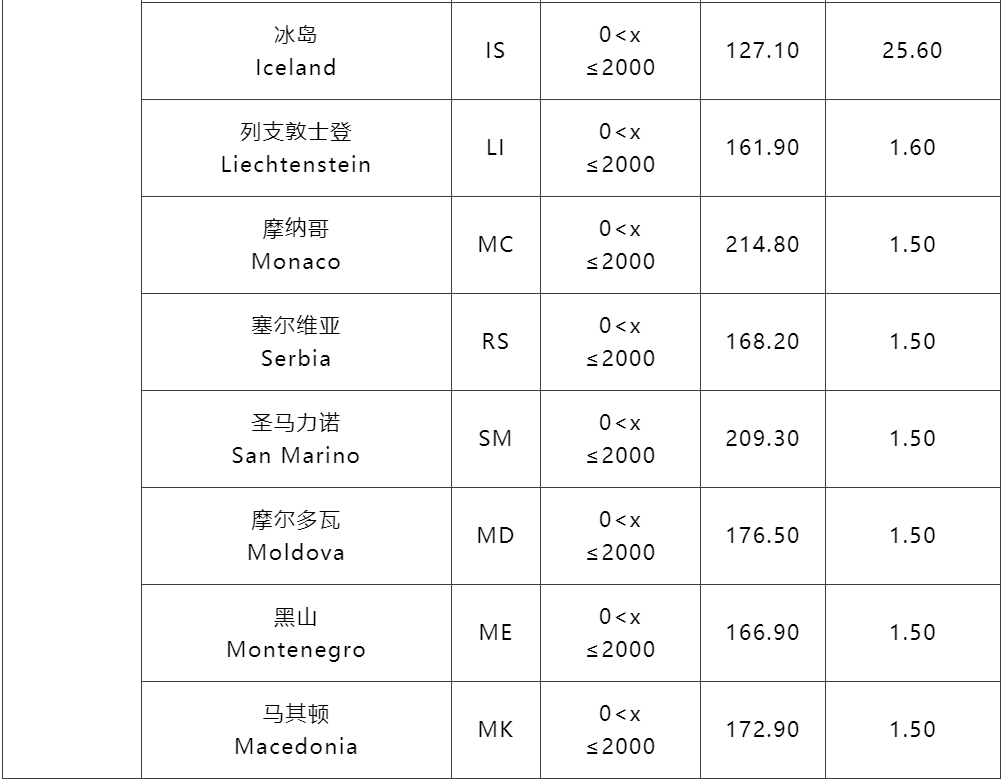 冰岛
Iceland
IS
0<x
≤2000
127.10
25.60
列支敦士登
Liechtenstein
LI
0<x
≤2000
161.90
1.60
摩纳哥
Monaco
MC
0<x
≤2000
214.80
1.50
塞尔维亚
Serbia
RS
0<x
≤2000
168.20
1.50
圣马力诺
San Marino
SM
0<x
≤2000
209.30
1.50
摩尔多瓦
Moldova
MD
0<x
≤2000
176.50
1.50
黑山
Montenegro
ME
0<x
≤2000
166.90
1.50
马其顿
Macedonia
MK
0<x
≤2000
172.90
1.50